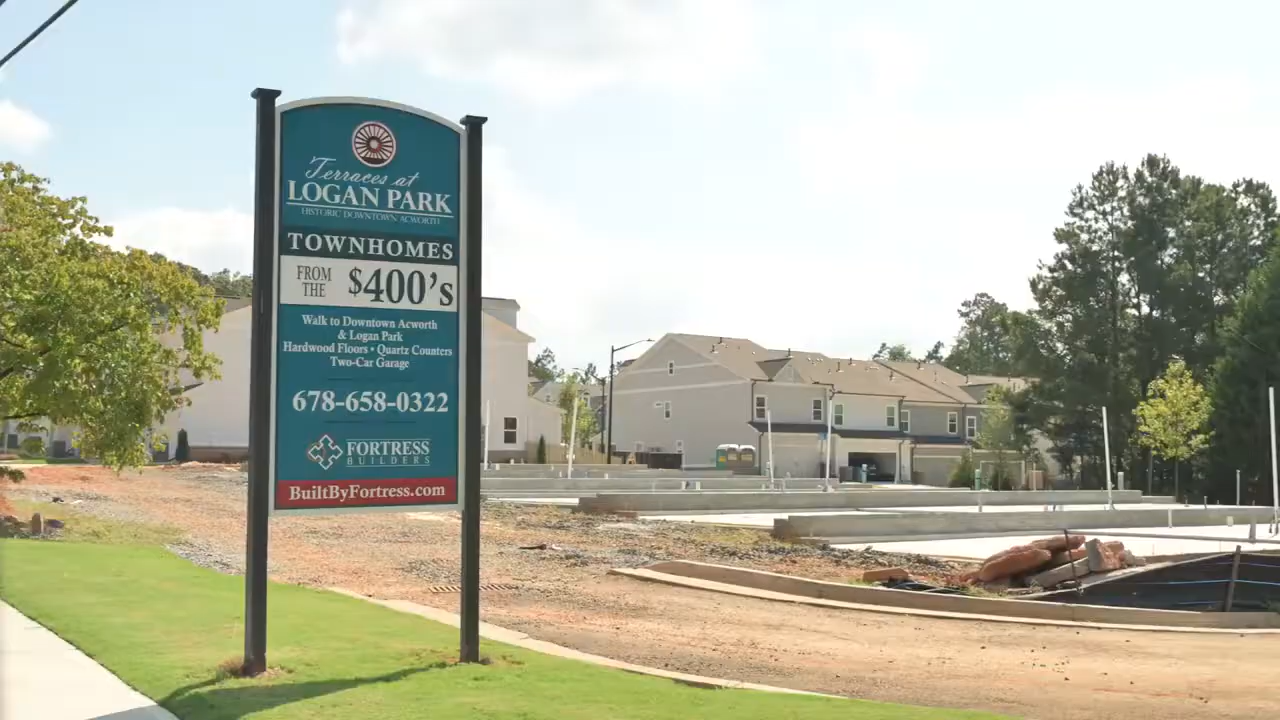 Terraces at
LOGAN PARK
HISTORIC DOWNTOWN ACWORTH
TOWNHOMES
FROM THE $400's
Walk to Downtown Acworth
& Logan Park
Hardwood Floors • Quartz Counters
Two-Car Garage
678-658-0322
FORTRESS
BUILDERS
BuiltByFortress.com